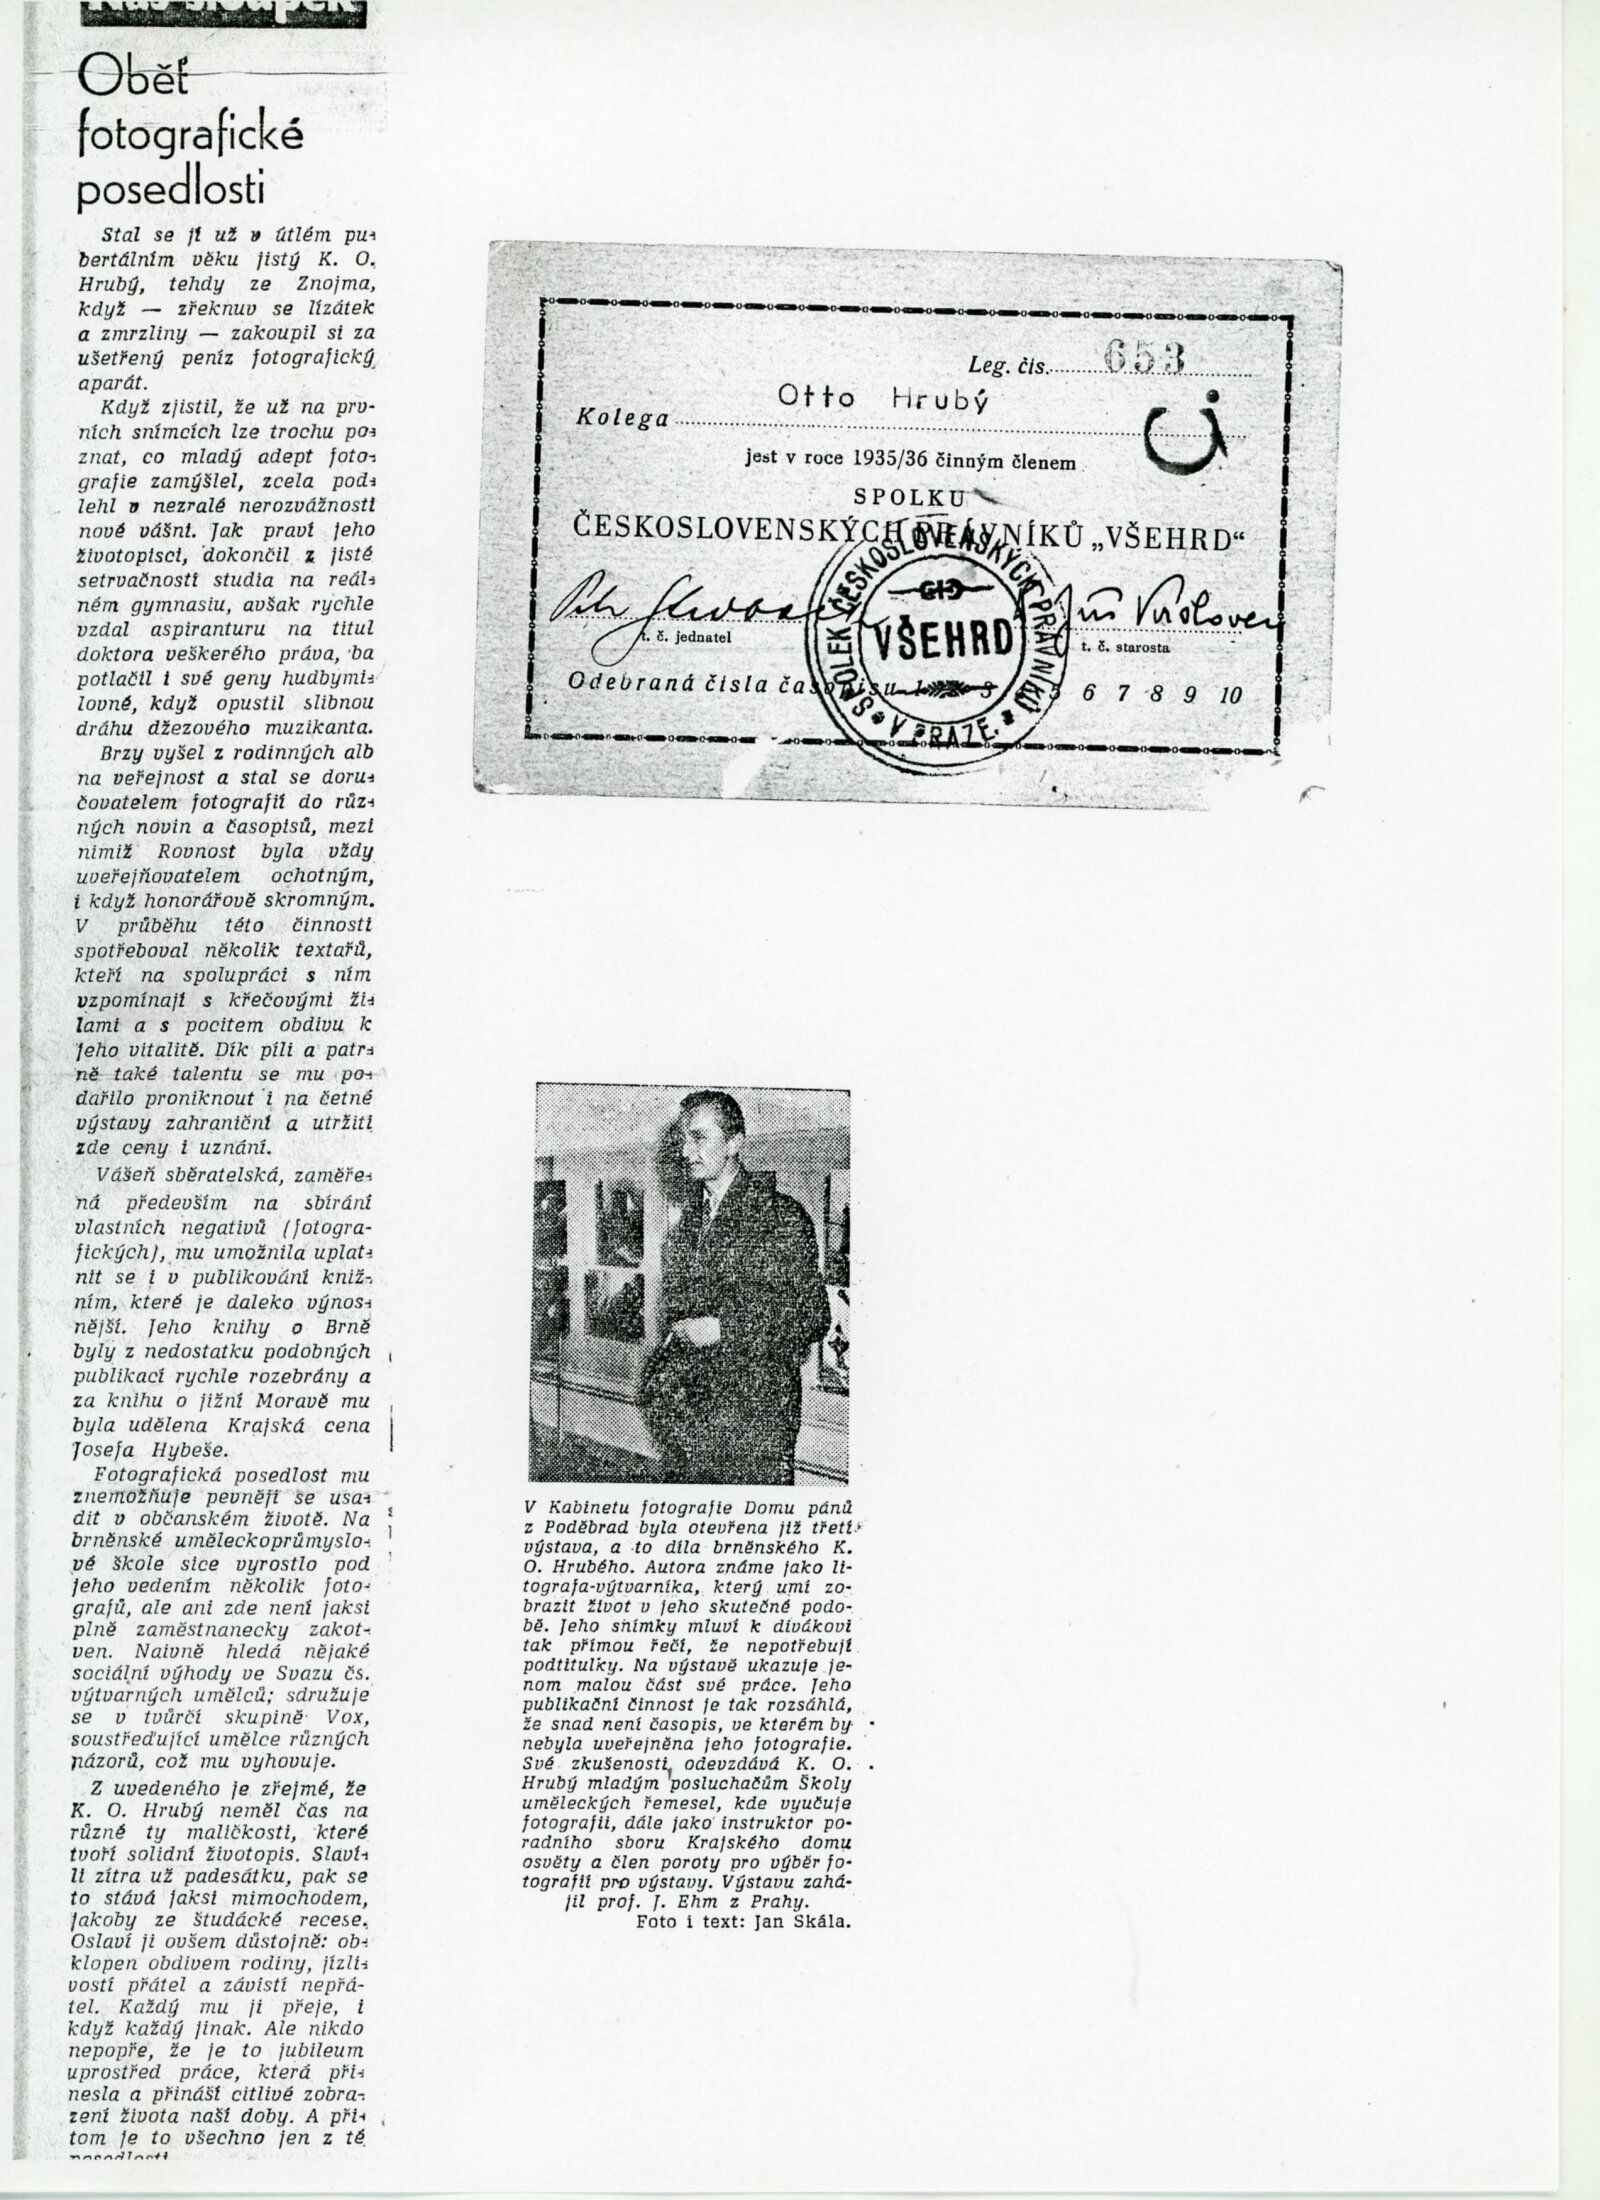 Náš sloupek
Oběť
fotografické
posedlosti
Stal se jí už v útlém pu-
bertálním věku jistý K. O.
Hrubý, tehdy ze Znojma,
když — zřeknuv se lízátek
a zmrzliny — zakoupil si za
ušetřený peníz fotografický
aparát.
Když zjistil, že už na prv-
ních snímcích lze trochu po-
znat, co mladý adept foto-
grafie zamýšlel, zcela pod-
lehl v nezralé nerozvážnosti
nové vášni. Jak praví jeho
životopisci, dokončil z jisté
setrvačnosti studia na reál-
ném gymnasiu, avšak rychle
vzdal aspiranturu na titul
doktora veškerého práva, ba
potlačil i své geny hudbymi-
lovné, když opustil slibnou
dráhu džezového muzikanta.
Brzy vyšel z rodinných alb
na veřejnost a stal se doru-
čovatelem fotografií do růz-
ných novin a časopisů, mezi
nimiž Rovnost byla vždy
uveřejňovatelem ochotným,
i když honorářově skromným.
V průběhu této činnosti
spotřeboval několik textařů,
kteří na spolupráci s ním
vzpomínají s křečovými ži-
lami a s pocitem obdivu k
jeho vitalitě. Dík píli a patr-
ně také talentu se mu po-
dařilo proniknout i na četné
výstavy zahraniční a utržiti
zde ceny i uznání.
Vášeň sběratelská, zaměře-
ná především na sbírání
vlastních negativů (fotogra-
fických), mu umožnila uplat-
nit se i v publikování kniž-
ním, které je daleko výnos-
nější. Jeho knihy o Brně
byly z nedostatku podobných
publikací rychle rozebrány a
za knihu o jižní Moravě mu
byla udělena Krajská cena
Josefa Hybeše.
Fotografická posedlost mu
znemožňuje pevněji se usa-
dit v občanském životě. Na
brněnské uměleckoprůmyslo-
vé škole sice vyrostlo pod
jeho vedením několik foto-
grafů, ale ani zde není jaksi
plně zaměstnanecky zakot-
ven. Naivně hledá nějaké
sociální výhody ve Svazu čs.
výtvarných umělců; sdružuje
se v tvůrčí skupině Vox,
soustřeďující umělce různých
názorů, což mu vyhovuje.
Z uvedeného je zřejmé, že
K. O. Hrubý neměl čas na
různé ty maličkosti, které
tvoří solidní životopis. Slaví-
li zítra už padesátku, pak se
to stává jaksi mimochodem,
jakoby ze študácké recese.
Oslaví ji ovšem důstojně: ob-
klopen obdivem rodiny, jízli-
vostí přátel a závistí nepřá-
tel. Každý mu ji přeje, i
když každý jinak. Ale nikdo
nepopře, že je to jubileum
uprostřed práce, která při-
nesla a přináší citlivé zobra-
zení života naší doby. A při-
tom je to všechno jen z té
posedlosti
Leg. čís. 653
Kolega Otto Hrubý
jest v roce 1935/36 činným členem
SPOLKU
ČESKOSLOVENSKÝCH PRÁVNÍKŮ „VŠEHRD“
t. č. jednatel
t. č. starosta
Odebraná čísla časopisu 1 2 3 5 6 7 8 9 10
SPOLEK ČESKOSLOVENSKÝCH PRÁVNÍKŮ
VŠEHRD
V PRAZE
V Kabinetu fotografie Domu pánů
z Poděbrad byla otevřena již třetí
výstava, a to díla brněnského K.
O. Hrubého. Autora známe jako li-
tografa-výtvarníka, který umí zo-
brazit život v jeho skutečné podo-
bě. Jeho snímky mluví k divákovi
tak přímou řečí, že nepotřebují
podtitulky. Na výstavě ukazuje je-
nom malou část své práce. Jeho
publikační činnost je tak rozsáhlá,
že snad není časopis, ve kterém by
nebyla uveřejněna jeho fotografie.
Své zkušenosti odevzdává K. O.
Hrubý mladým posluchačům Školy
uměleckých řemesel, kde vyučuje
fotografii, dále jako instruktor po-
radního sboru Krajského domu
osvěty a člen poroty pro výběr fo-
tografií pro výstavy. Výstavu zahá-
jil prof. J. Ehm z Prahy.
Foto i text: Jan Skála.